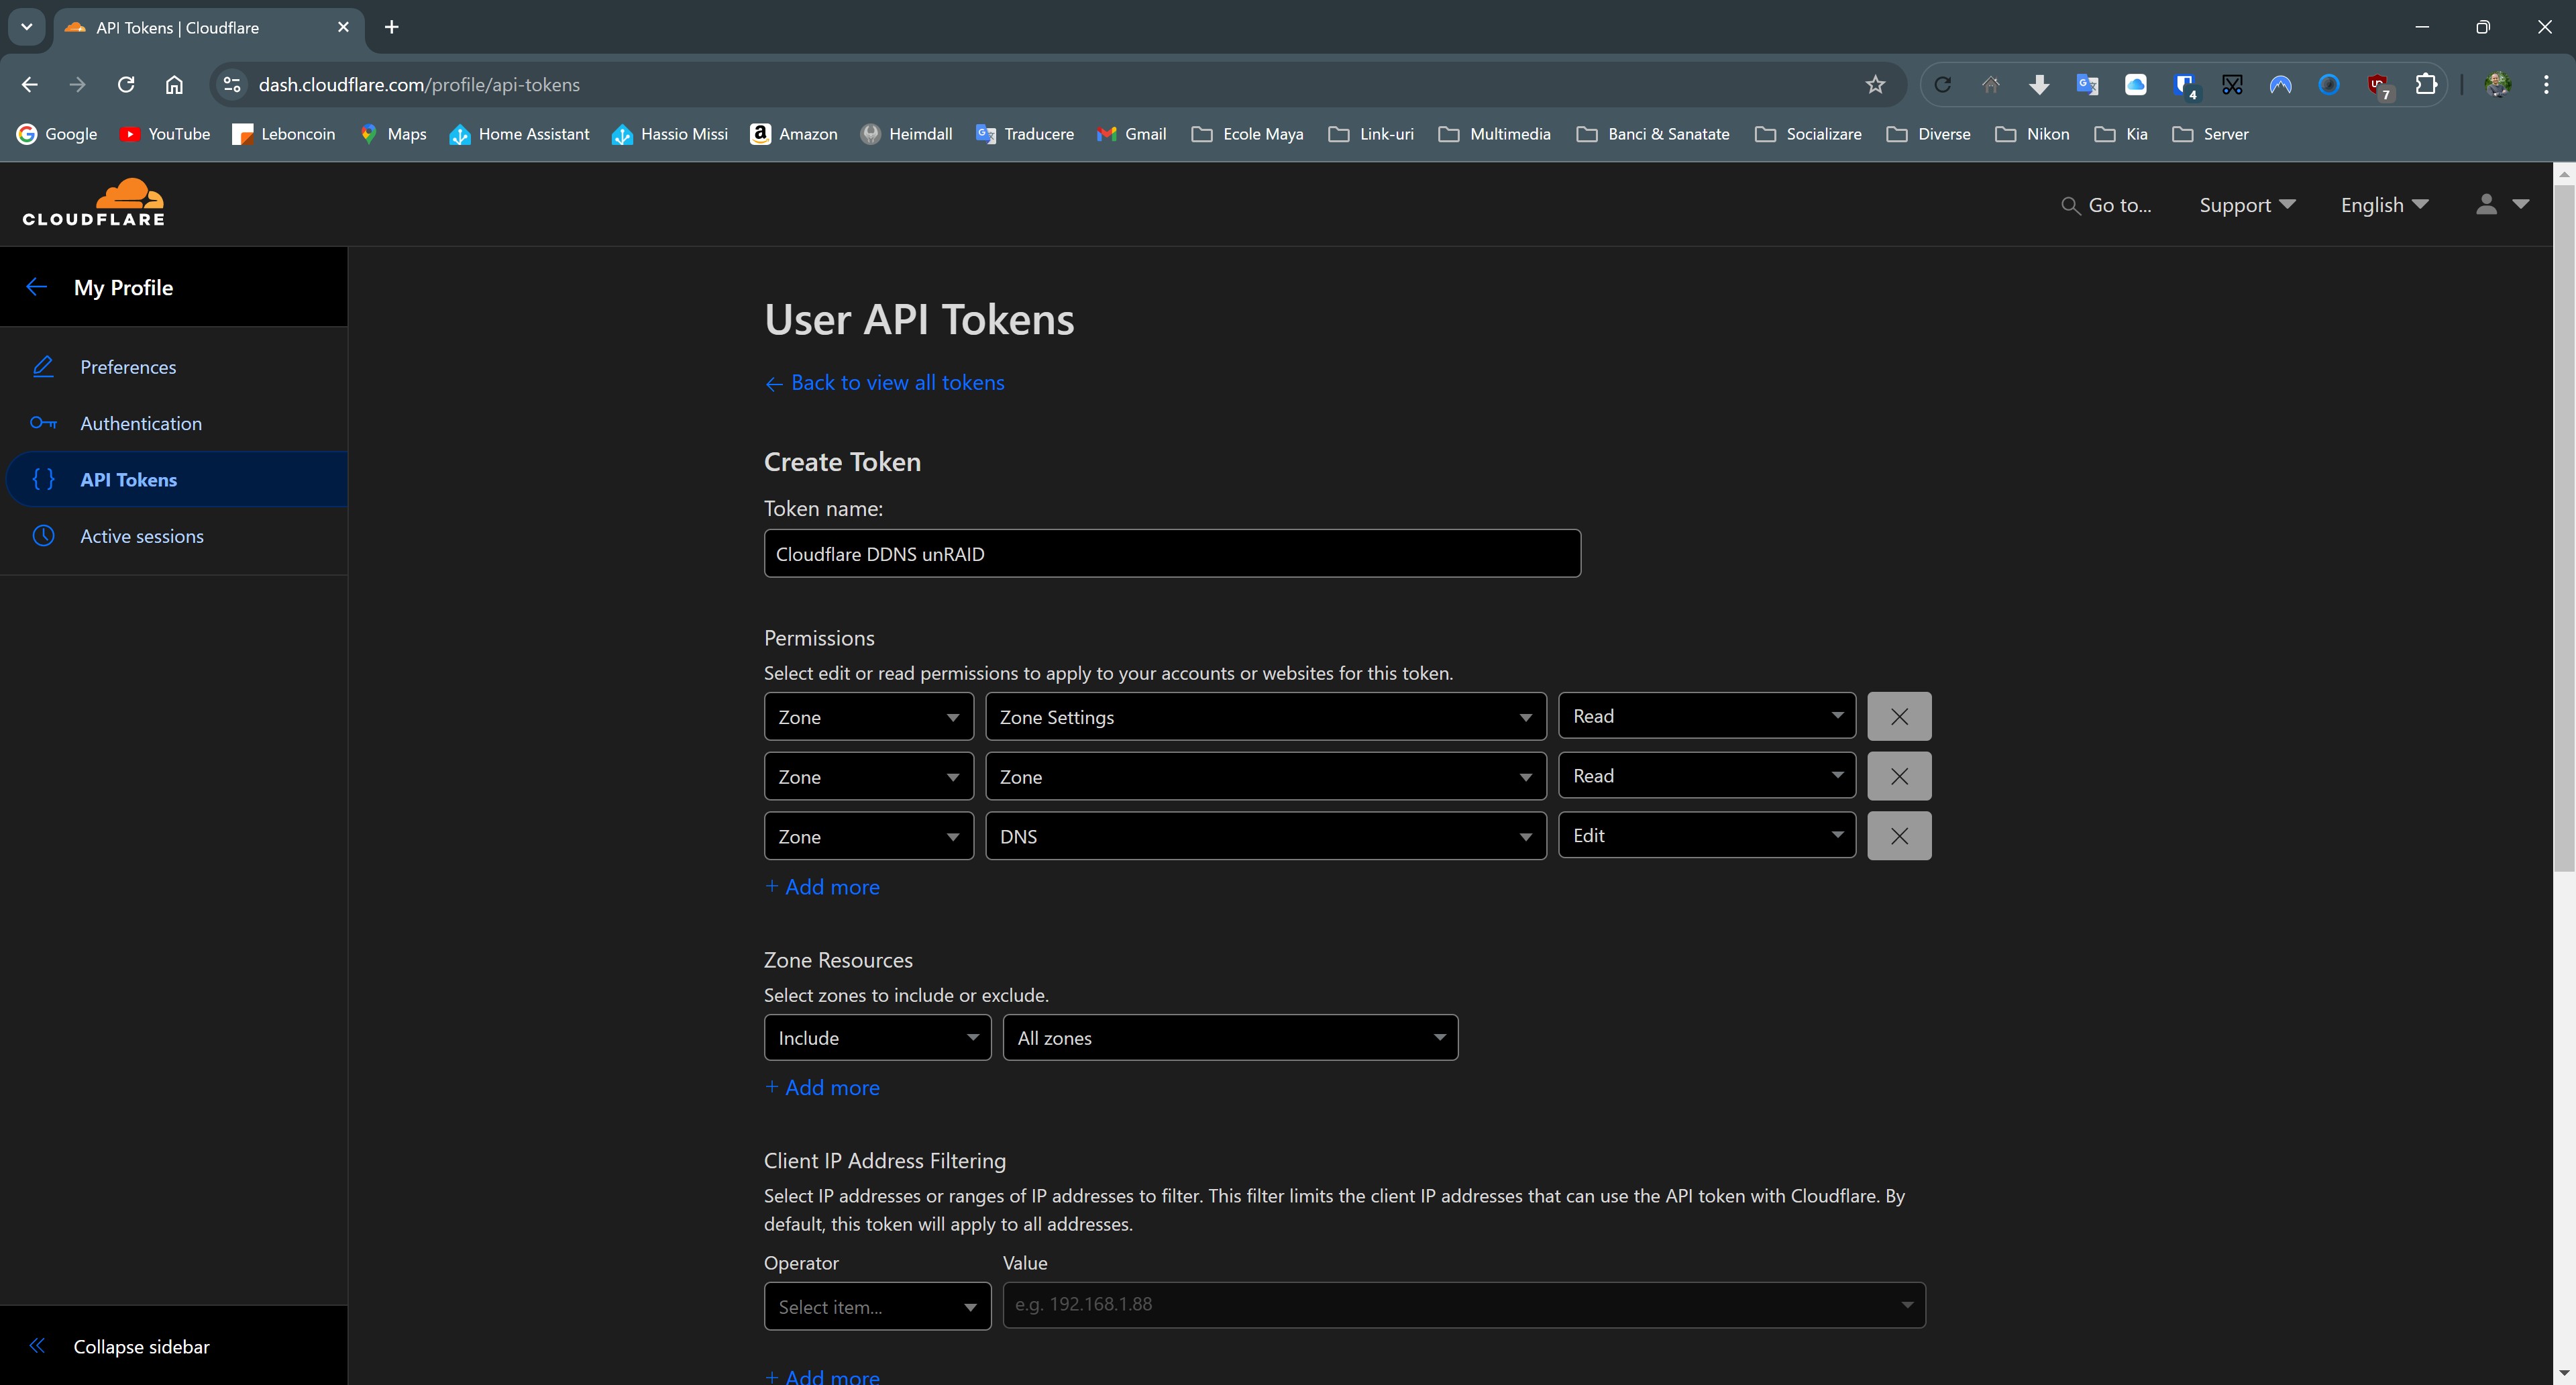 API Tokens | Cloudflare
dash.cloudflare.com/profile/api-tokens
4
7
Google
YouTube
Leboncoin
Maps
Home Assistant
Hassio Missi
Amazon
Heimdall
Traducere
Gmail
Ecole Maya
Link-uri
Multimedia
Banci & Sanatate
Socializare
Diverse
Nikon
Kia
Server
CLOUDFLARE
Go to...
Support
English
My Profile
Preferences
Authentication
API Tokens
Active sessions
Collapse sidebar
User API Tokens
Back to view all tokens
Create Token
Token name:
Cloudflare DDNS unRAID
Permissions
Select edit or read permissions to apply to your accounts or websites for this token.
Zone Zone Settings Read
Zone Zone Read
Zone DNS Edit
+ Add more
Zone Resources
Select zones to include or exclude.
Include All zones
+ Add more
Client IP Address Filtering
Select IP addresses or ranges of IP addresses to filter. This filter limits the client IP addresses that can use the API token with Cloudflare. By
default, this token will apply to all addresses.
Operator Value
Select item... e.g. 192.168.1.88
+ Add more